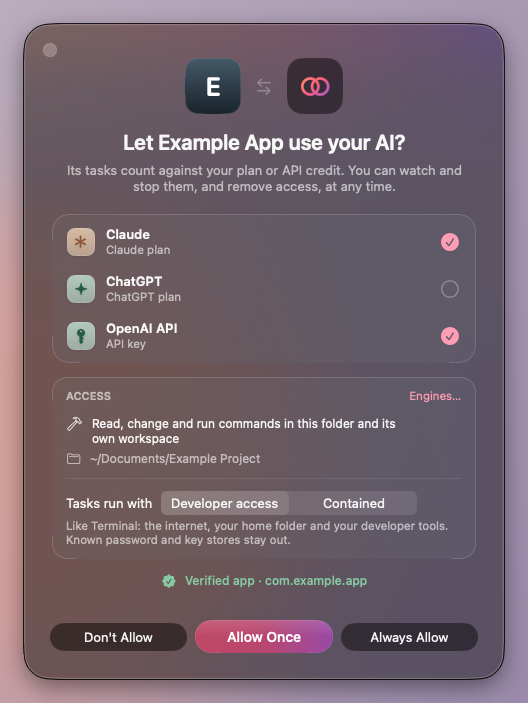 E
Let Example App use your AI?
Its tasks count against your plan or API credit. You can watch and
stop them, and remove access, at any time.
Claude
Claude plan
ChatGPT
ChatGPT plan
OpenAI API
API key
ACCESS
Engines...
Read, change and run commands in this folder and its
own workspace
~/Documents/Example Project
Tasks run with
Developer access
Contained
Like Terminal: the internet, your home folder and your developer tools.
Known password and key stores stay out.
Verified app · com.example.app
Don't Allow
Allow Once
Always Allow